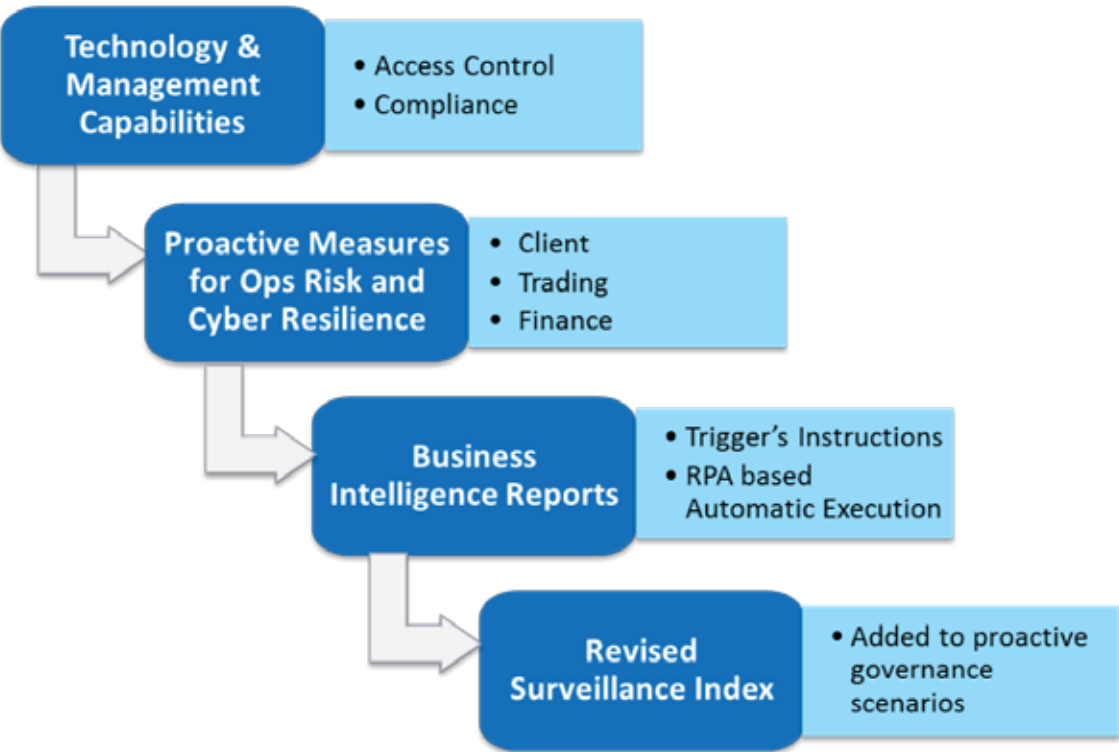 Technology &
Management
Capabilities
• Access Control
• Compliance
Proactive Measures
for Ops Risk and
Cyber Resilience
• Client
• Trading
• Finance
Business
Intelligence Reports
• Trigger’s Instructions
• RPA based
Automatic Execution
Revised
Surveillance Index
• Added to proactive
governance
scenarios